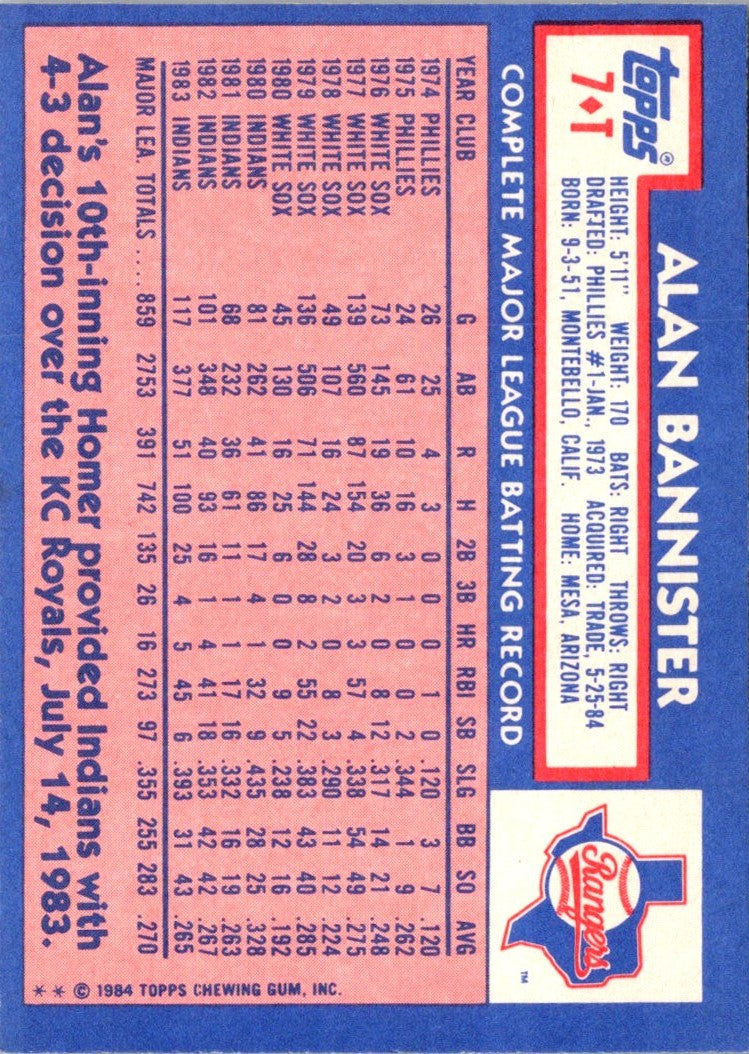 topps®
7•T
ALAN BANNISTER
HEIGHT: 5'11" WEIGHT: 170 BATS: RIGHT THROWS: RIGHT
DRAFTED: PHILLIES #1-JAN., 1973 ACQUIRED: TRADE, 5-25-84
BORN: 9-3-51, MONTEBELLO, CALIF. HOME: MESA, ARIZONA
Rangers
TM
COMPLETE MAJOR LEAGUE BATTING RECORD
YEAR CLUB G AB R H 2B 3B HR RBI SB SLG BB SO AVG
1974 PHILLIES 26 25 4 3 0 0 0 1 0 .120 3 7 .120
1975 PHILLIES 24 61 10 16 3 1 0 0 2 .344 1 9 .262
1976 WHITE SOX 73 145 19 36 6 2 0 8 12 .317 14 21 .248
1977 WHITE SOX 139 560 87 154 20 3 3 57 4 .338 54 49 .275
1978 WHITE SOX 49 107 16 24 3 2 0 8 3 .290 11 12 .224
1979 WHITE SOX 136 506 71 144 28 8 2 55 22 .383 43 40 .285
1980 WHITE SOX 45 130 16 25 6 0 0 9 5 .238 12 16 .192
1980 INDIANS 81 262 41 86 17 4 1 32 9 .435 28 25 .328
1981 INDIANS 68 232 36 61 11 1 1 17 16 .332 16 19 .263
1982 INDIANS 101 348 40 93 16 1 4 41 18 .353 42 42 .267
1983 INDIANS 117 377 51 100 25 4 5 45 6 .393 31 43 .265
MAJOR LEA. TOTALS .... 859 2753 391 742 135 26 16 273 97 .355 255 283 .270
Alan's 10th-inning Homer provided Indians with
4-3 decision over the KC Royals, July 14, 1983.
* * © 1984 TOPPS CHEWING GUM, INC.